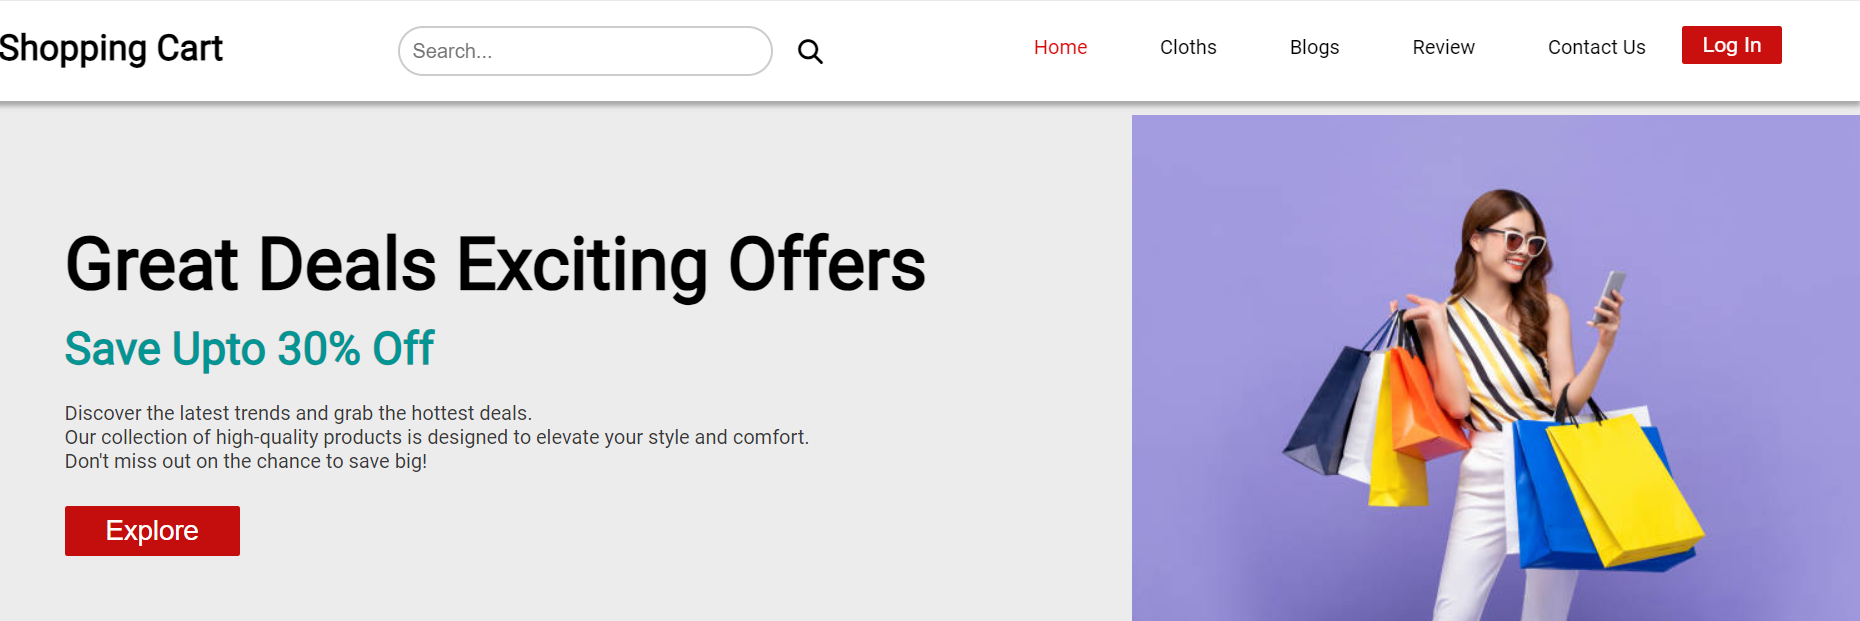 Shopping Cart
Search...
Home
Cloths
Blogs
Review
Contact Us
Log In
Great Deals Exciting Offers
Save Upto 30% Off
Discover the latest trends and grab the hottest deals.
Our collection of high-quality products is designed to elevate your style and comfort.
Don't miss out on the chance to save big!
Explore